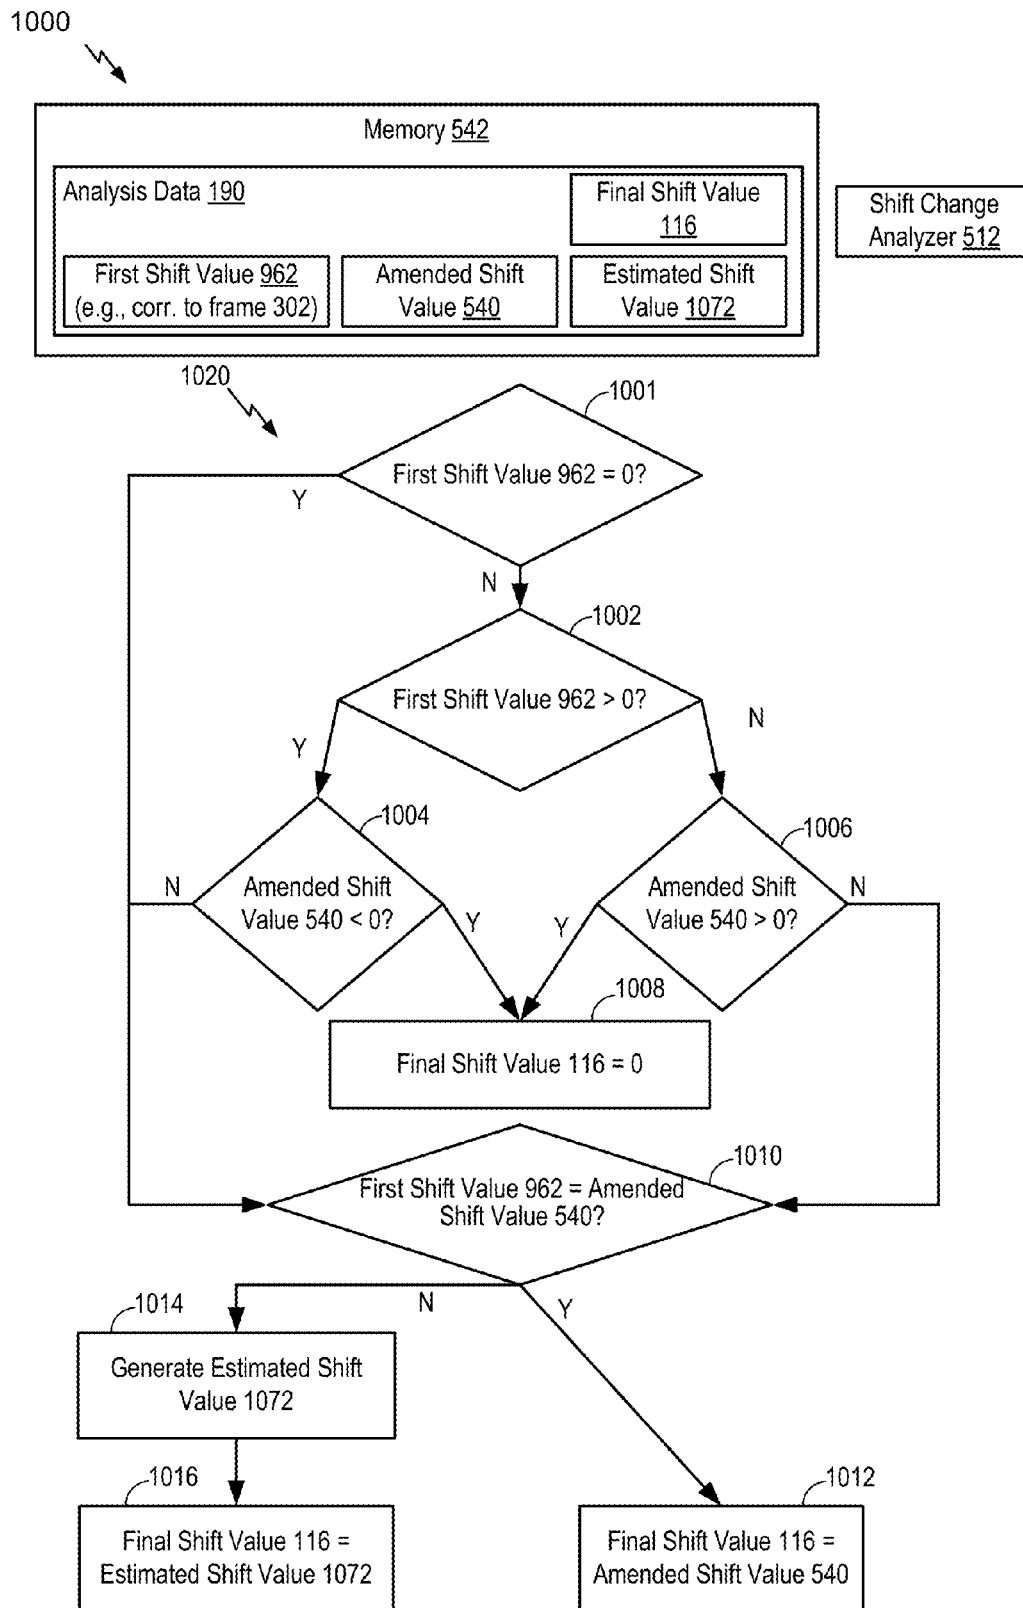 1000
Memory 542
Analysis Data 190
Final Shift Value
116
Shift Change
Analyzer 512
First Shift Value 962
(e.g., corr. to frame 302)
Amended Shift
Value 540
Estimated Shift
Value 1072
1020
1001
First Shift Value 962 = 0?
Y
N
1002
First Shift Value 962 > 0?
Y
N
1004
1006
N
Amended Shift
Value 540 < 0?
Y
Y
Amended Shift
Value 540 > 0?
N
1008
Final Shift Value 116 = 0
1010
First Shift Value 962 = Amended
Shift Value 540?
N
Y
1014
Generate Estimated Shift
Value 1072
1016
Final Shift Value 116 =
Estimated Shift Value 1072
1012
Final Shift Value 116 =
Amended Shift Value 540